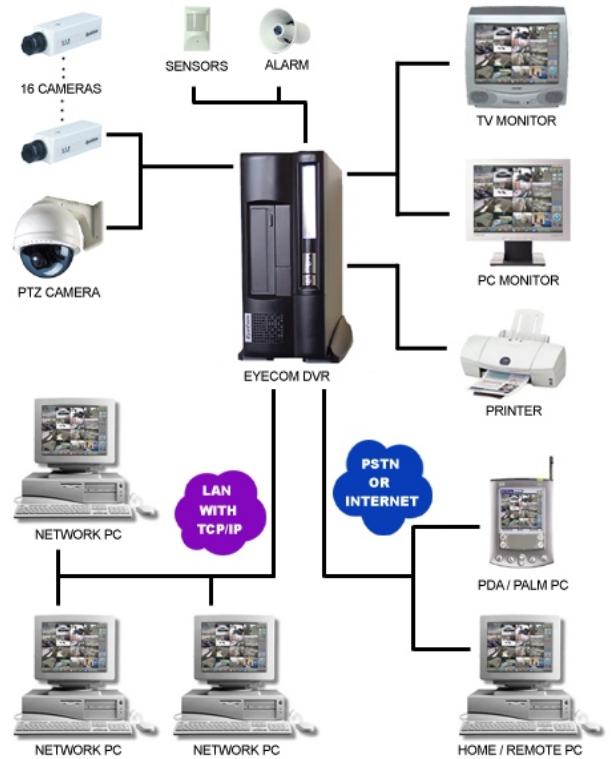 SENSORS
ALARM
16 CAMERAS
TV MONITOR
PTZ CAMERA
PC MONITOR
EYECOM DVR
PRINTER
LAN
WITH
TCP/IP
PSTN
OR
INTERNET
NETWORK PC
PDA / PALM PC
NETWORK PC
NETWORK PC
HOME / REMOTE PC